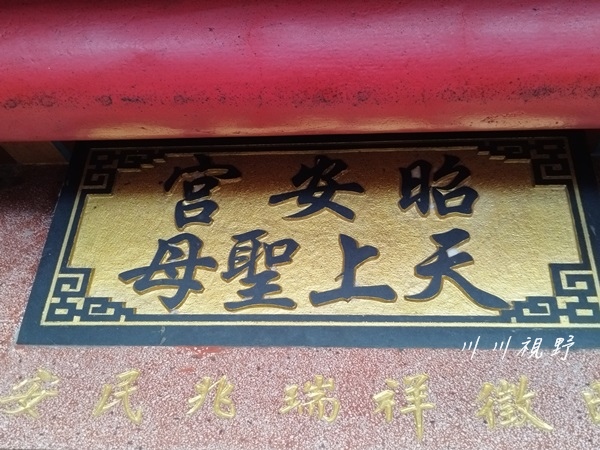 昭安宮
天上聖母
川川視野
徵祥瑞兆民安